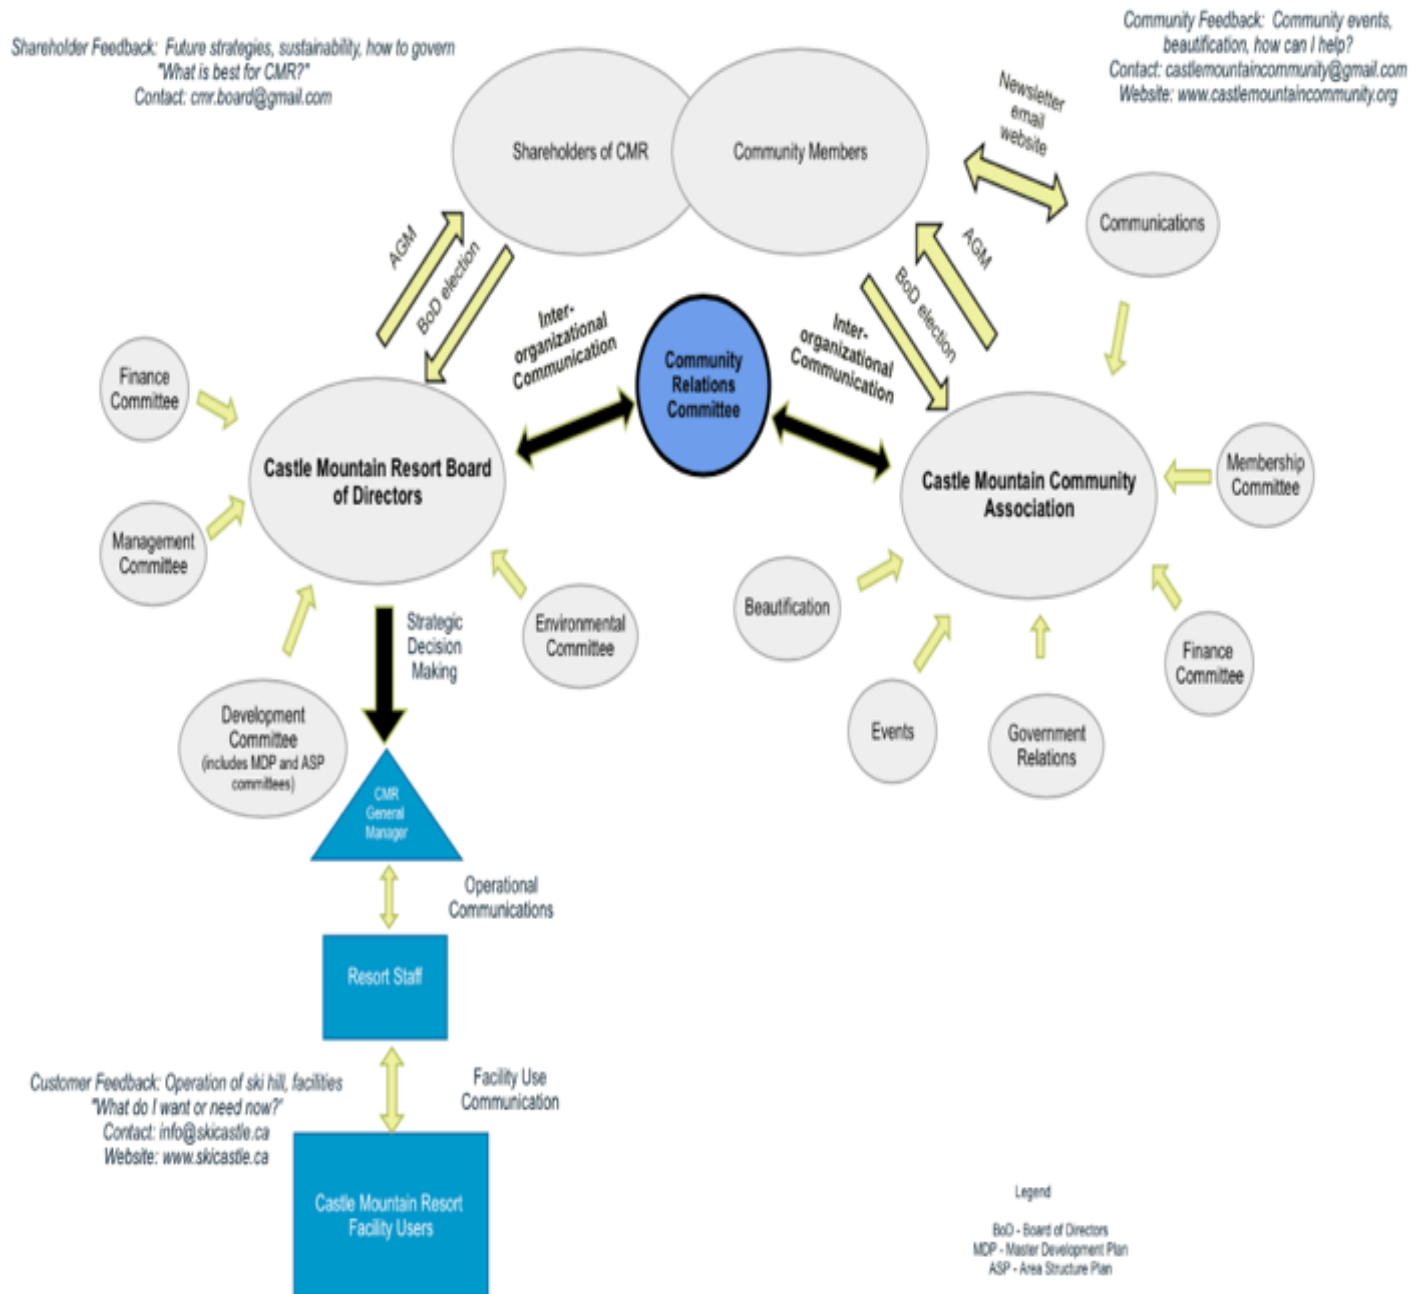 Shareholder Feedback: Future strategies, sustainability, how to govern
"What is best for CMR?"
Contact: cmr.board@gmail.com
Community Feedback: Community events,
beautification, how can I help?
Contact: castlemountaincommunity@gmail.com
Website: www.castlemountaincommunity.org
Shareholders of CMR
Community Members
Newsletter
email
website
Communications
AGM
BoD election
AGM
BoD election
Inter-
organizational
Communication
Community
Relations
Committee
Inter-
organizational
Communication
Finance
Committee
Castle Mountain Resort Board
of Directors
Castle Mountain Community
Association
Membership
Committee
Management
Committee
Strategic
Decision
Making
Environmental
Committee
Beautification
Finance
Committee
Development
Committee
(includes MDP and ASP
committees)
Events
Government
Relations
CMR
General
Manager
Operational
Communications
Resort Staff
Customer Feedback: Operation of ski hill, facilities
"What do I want or need now?"
Contact: info@skicastle.ca
Website: www.skicastle.ca
Facility Use
Communication
Castle Mountain Resort
Facility Users
Legend
BoD - Board of Directors
MDP - Master Development Plan
ASP - Area Structure Plan